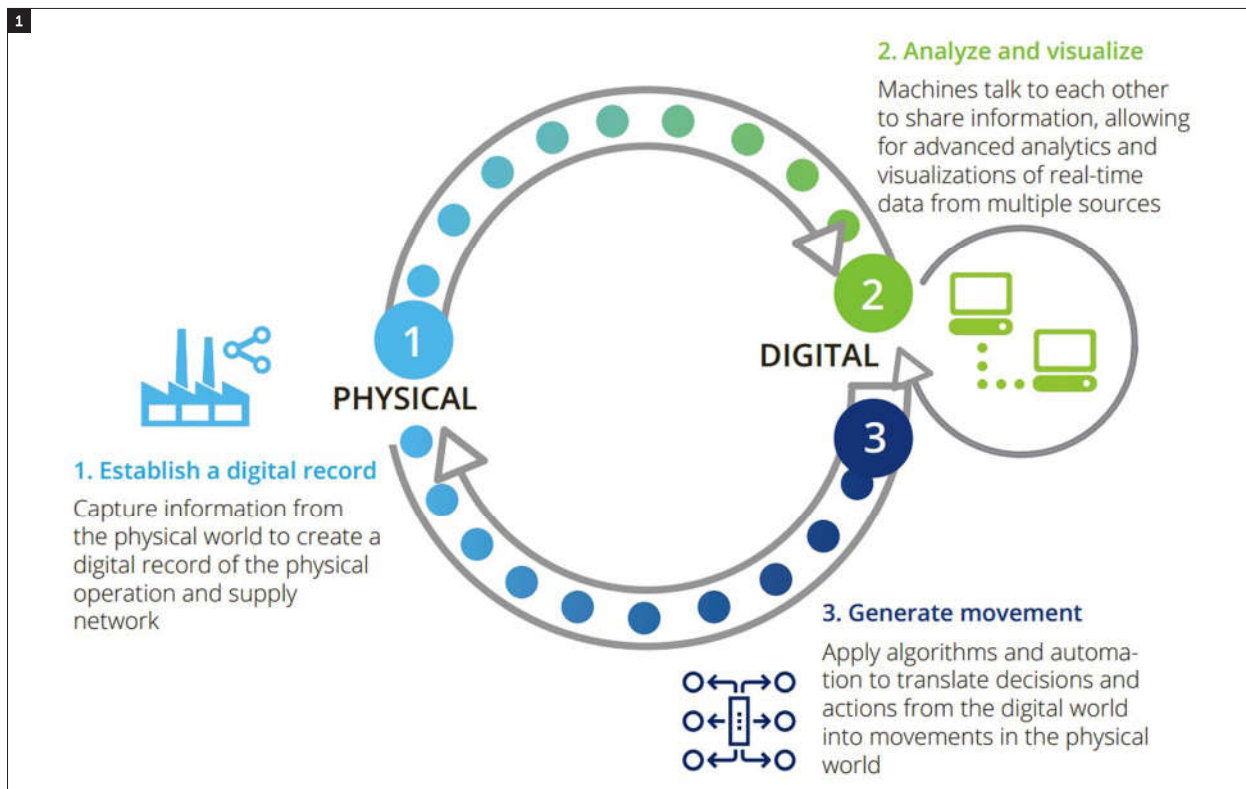 1
2. Analyze and visualize
Machines talk to each other
to share information, allowing
for advanced analytics and
visualizations of real-time
data from multiple sources
1
PHYSICAL
2
DIGITAL
3
1. Establish a digital record
Capture information from
the physical world to create a
digital record of the physical
operation and supply
network
3. Generate movement
Apply algorithms and automa-
tion to translate decisions and
actions from the digital world
into movements in the physical
world